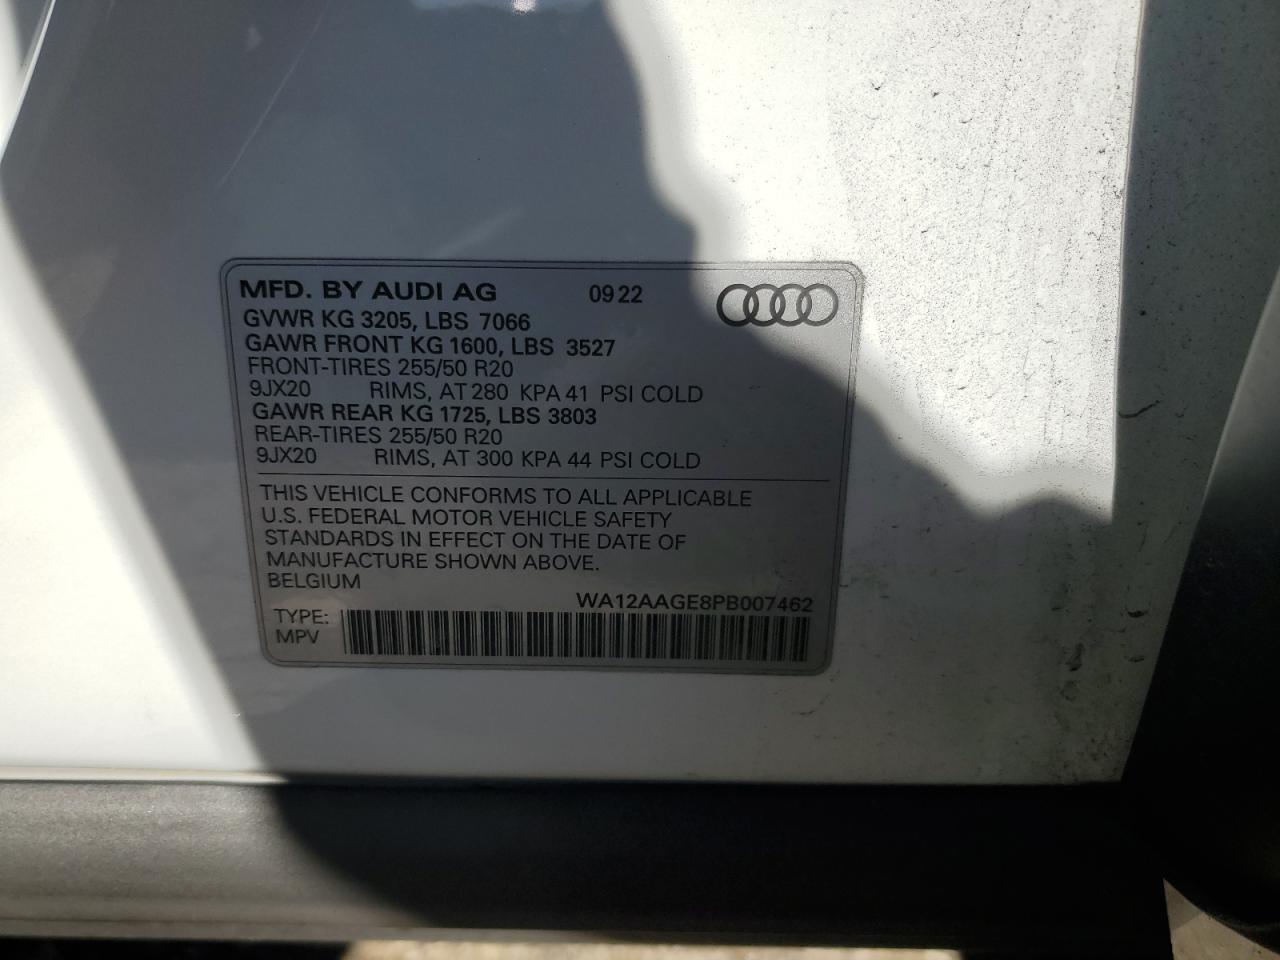 MFD. BY AUDI AG 09 22
GVWR KG 3205, LBS 7066
GAWR FRONT KG 1600, LBS 3527
FRONT-TIRES 255/50 R20
9JX20 RIMS, AT 280 KPA 41 PSI COLD
GAWR REAR KG 1725, LBS 3803
REAR-TIRES 255/50 R20
9JX20 RIMS, AT 300 KPA 44 PSI COLD
THIS VEHICLE CONFORMS TO ALL APPLICABLE
U.S. FEDERAL MOTOR VEHICLE SAFETY
STANDARDS IN EFFECT ON THE DATE OF
MANUFACTURE SHOWN ABOVE.
BELGIUM
WA12AAGE8PB007462
TYPE:
MPV